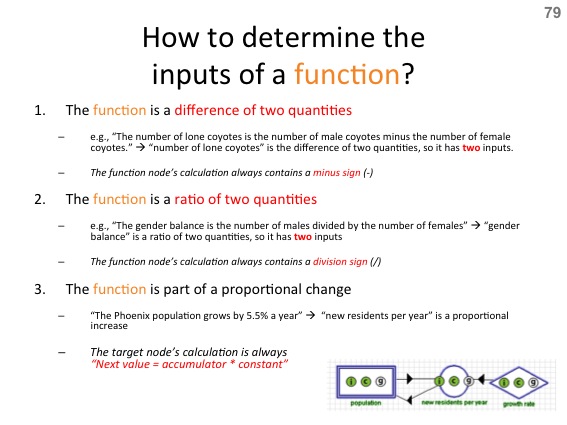 79
How to determine the
inputs of a function?
1. The function is a difference of two quantities
– e.g., “The number of lone coyotes is the number of male coyotes minus the number of female
coyotes.” → “number of lone coyotes” is the difference of two quantities, so it has two inputs.
– The function node’s calculation always contains a minus sign (-)
2. The function is a ratio of two quantities
– e.g., “The gender balance is the number of males divided by the number of females” → “gender
balance” is a ratio of two quantities, so it has two inputs
– The function node’s calculation always contains a division sign (/)
3. The function is part of a proportional change
– “The Phoenix population grows by 5.5% a year” → “new residents per year” is a proportional
increase
– The target node’s calculation is always
“Next value = accumulator * constant”
i c g i c g i c g
population new residents per year growth rate